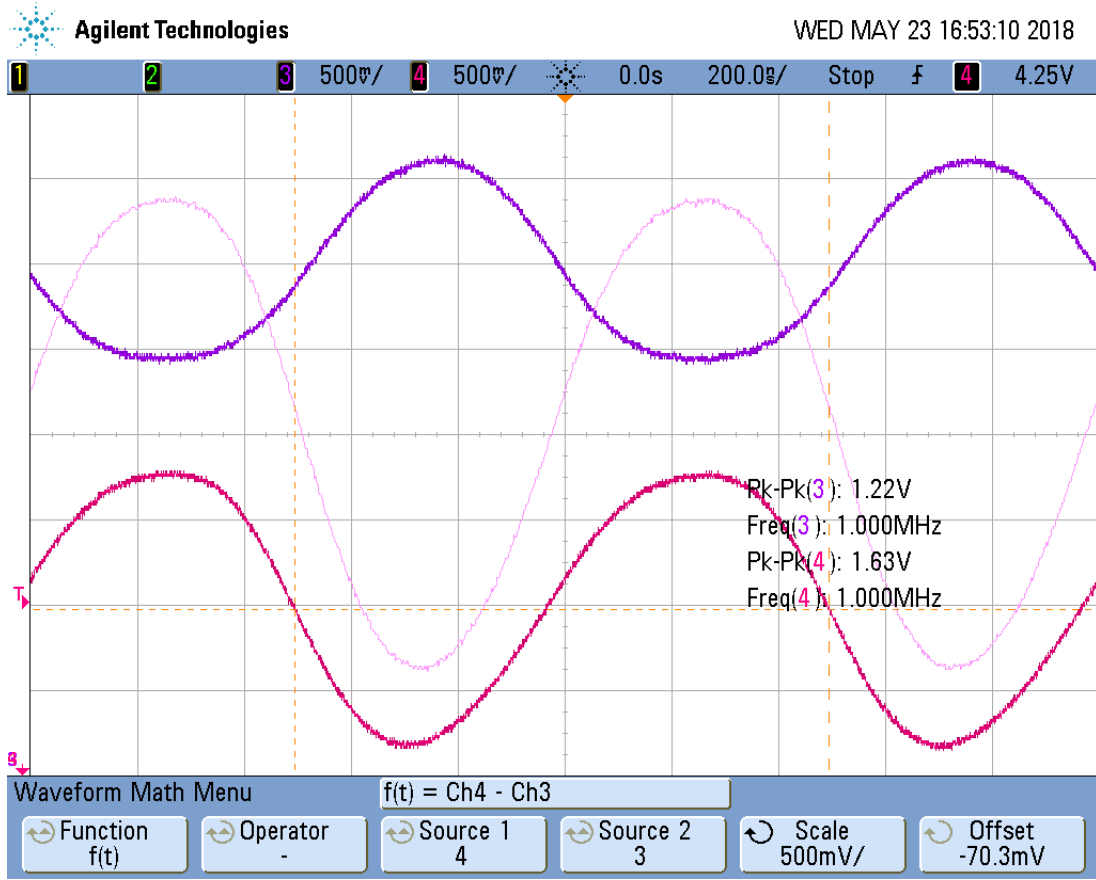 Agilent Technologies WED MAY 23 16:53:10 2018
1 2 3 500mV/ 4 500mV/ 0.0s 200.0ns/ Stop 4 4.25V
Pk-Pk(3): 1.22V
Freq(3): 1.000MHz
Pk-Pk(4): 1.63V
T Freq(4): 1.000MHz
Waveform Math Menu f(t) = Ch4 - Ch3
Function Operator Source 1 Source 2 Scale Offset
f(t) - 4 3 500mV/ -70.3mV